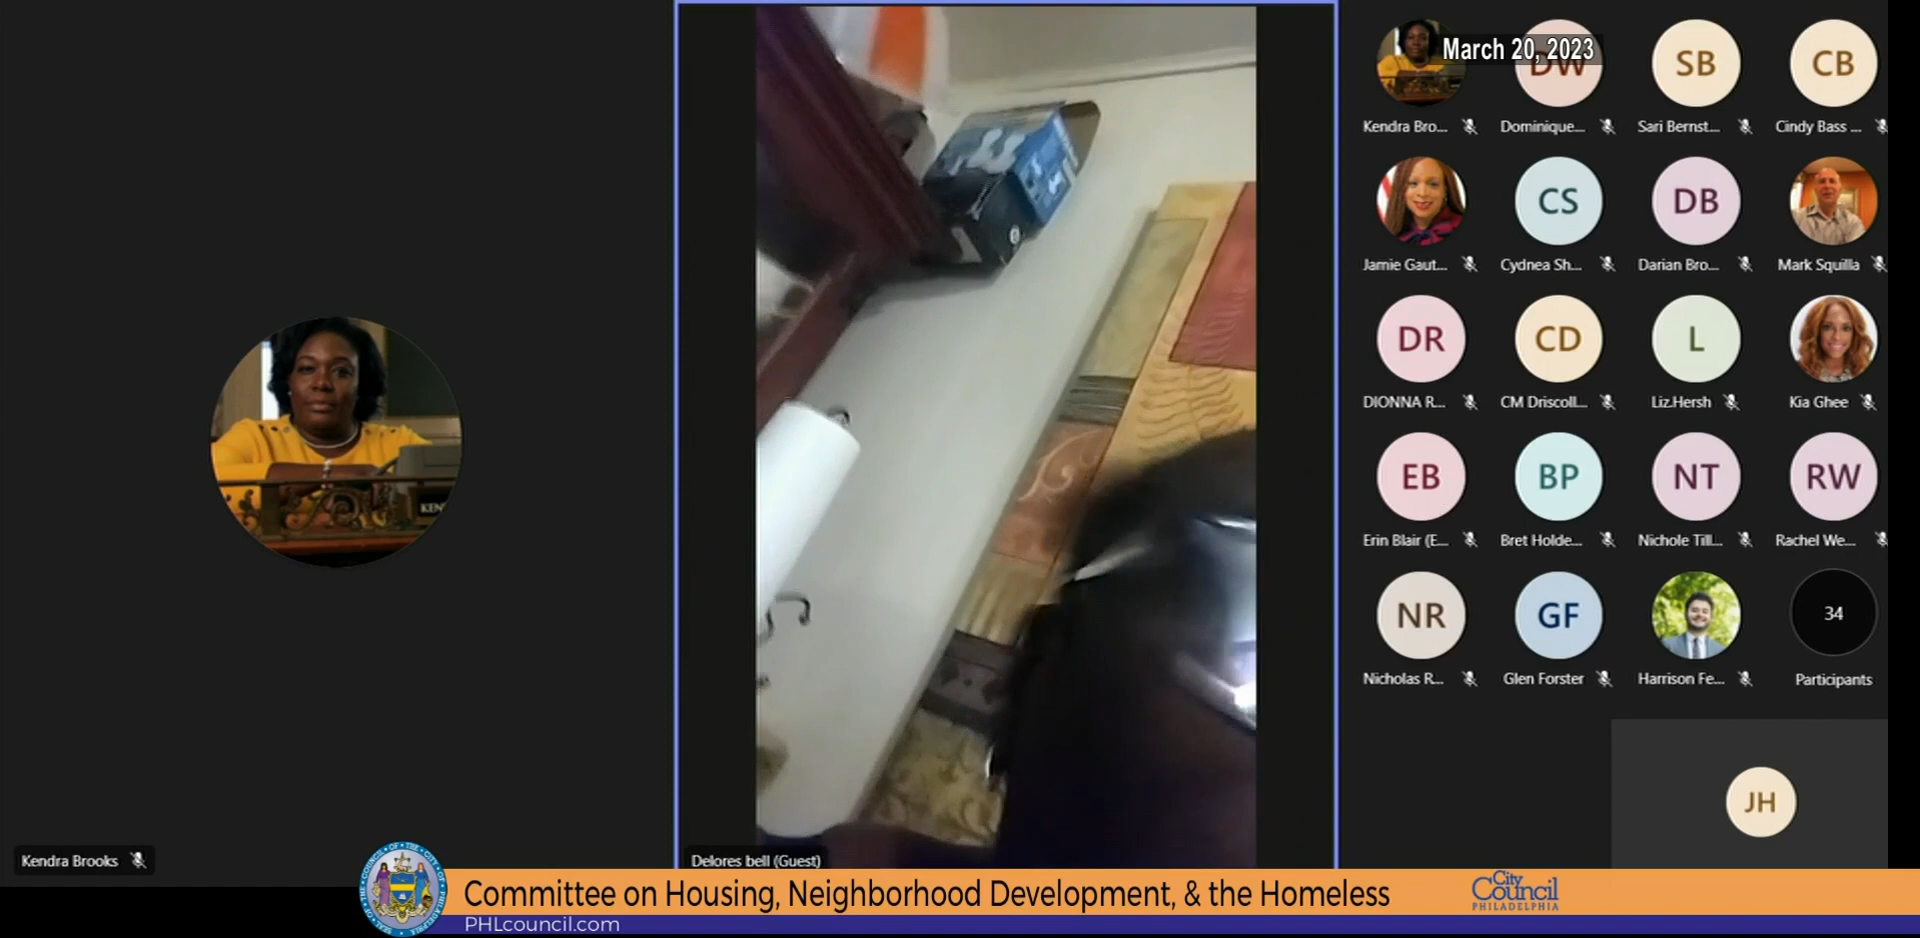 March 20, 2023
DW
SB
CB
Kendra Bro...
Dominique...
Sari Bernst...
Cindy Bass ...
CS
DB
Jamie Gaut...
Cydnea Sh...
Darian Bro...
Mark Squilla
DR
CD
L
DIONNA R...
CM Driscoll...
Liz.Hersh
Kia Ghee
EB
BP
NT
RW
Erin Blair (E...
Bret Holde...
Nichole Till...
Rachel We...
NR
GF
34
Nicholas R...
Glen Forster
Harrison Fe...
Participants
JH
KEN
Kendra Brooks
Delores bell (Guest)
Committee on Housing, Neighborhood Development, & the Homeless
City
COUNCIL
PHILADELPHIA
PHLcouncil.com